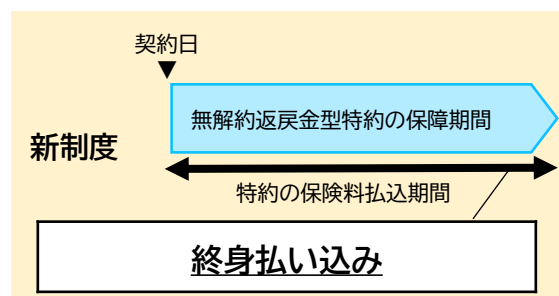 契約日
無解約返戻金型特約の保障期間
新制度
特約の保険料払込期間
終身払い込み